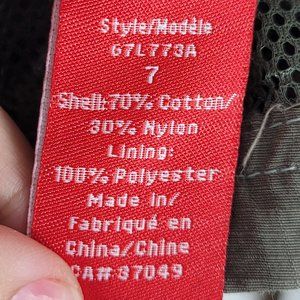 Style/Modéle
67L773A
7
Shell:70% Cotton/
30% Nylon
Lining:
100% Polyester
Made in/
Fabriqué en
China/Chine
CA# 37049